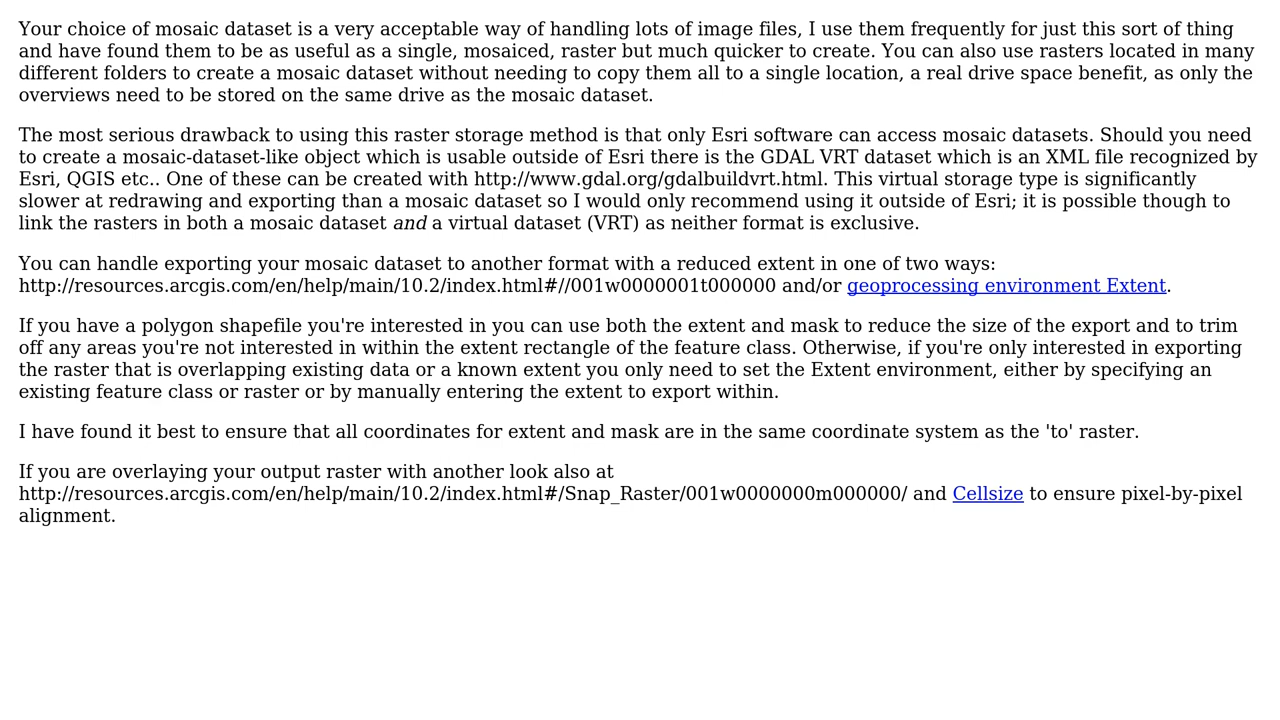 Your choice of mosaic dataset is a very acceptable way of handling lots of image files, I use them frequently for just this sort of thing
and have found them to be as useful as a single, mosaiced, raster but much quicker to create. You can also use rasters located in many
different folders to create a mosaic dataset without needing to copy them all to a single location, a real drive space benefit, as only the
overviews need to be stored on the same drive as the mosaic dataset.
The most serious drawback to using this raster storage method is that only Esri software can access mosaic datasets. Should you need
to create a mosaic-dataset-like object which is usable outside of Esri there is the GDAL VRT dataset which is an XML file recognized by
Esri, QGIS etc.. One of these can be created with http://www.gdal.org/gdalbuildvrt.html. This virtual storage type is significantly
slower at redrawing and exporting than a mosaic dataset so I would only recommend using it outside of Esri; it is possible though to
link the rasters in both a mosaic dataset and a virtual dataset (VRT) as neither format is exclusive.
You can handle exporting your mosaic dataset to another format with a reduced extent in one of two ways:
http://resources.arcgis.com/en/help/main/10.2/index.html#//001w0000001t000000 and/or geoprocessing environment Extent.
If you have a polygon shapefile you're interested in you can use both the extent and mask to reduce the size of the export and to trim
off any areas you're not interested in within the extent rectangle of the feature class. Otherwise, if you're only interested in exporting
the raster that is overlapping existing data or a known extent you only need to set the Extent environment, either by specifying an
existing feature class or raster or by manually entering the extent to export within.
I have found it best to ensure that all coordinates for extent and mask are in the same coordinate system as the 'to' raster.
If you are overlaying your output raster with another look also at
http://resources.arcgis.com/en/help/main/10.2/index.html#/Snap_Raster/001w0000000m000000/ and Cellsize to ensure pixel-by-pixel
alignment.